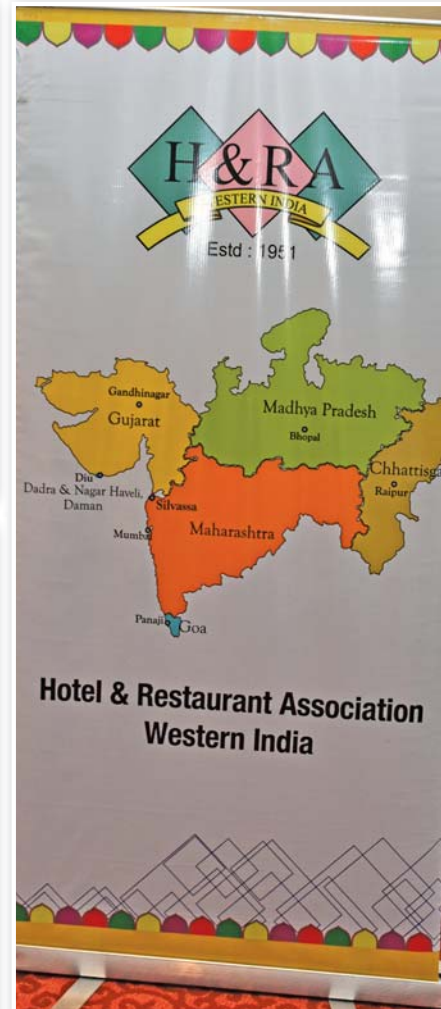 H&RA
WESTERN INDIA
Estd : 1951
Gandhinagar
Gujarat
Madhya Pradesh
Bhopal
Chhattisga
Raipur
Diu
Dadra & Nagar Haveli,
Daman
Silvassa
Mumbai
Maharashtra
Panaji
Goa
Hotel & Restaurant Association
Western India